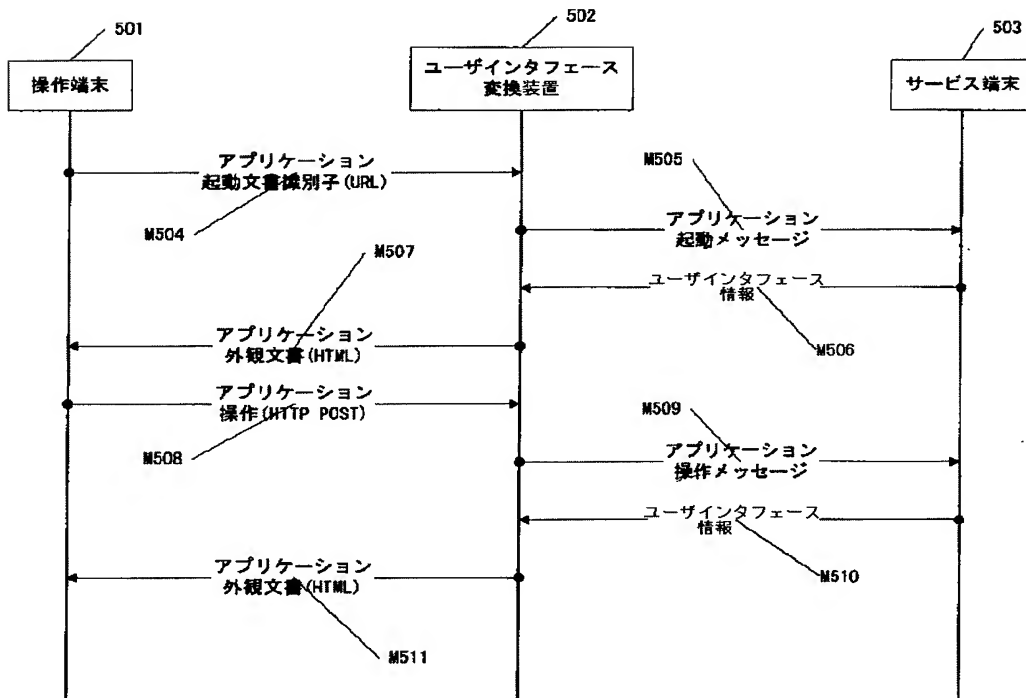 501
502
503
操作端末
ユーザインタフェース
変換装置
サービス端末
アプリケーション
起動文書識別子(URL)
M504
M505
アプリケーション
起動メッセージ
M507
ユーザインタフェース
情報
M506
アプリケーション
外観文書(HTML)
アプリケーション
操作(HTTP POST)
M508
M509
アプリケーション
操作メッセージ
ユーザインタフェース
情報
M510
アプリケーション
外観文書(HTML)
M511